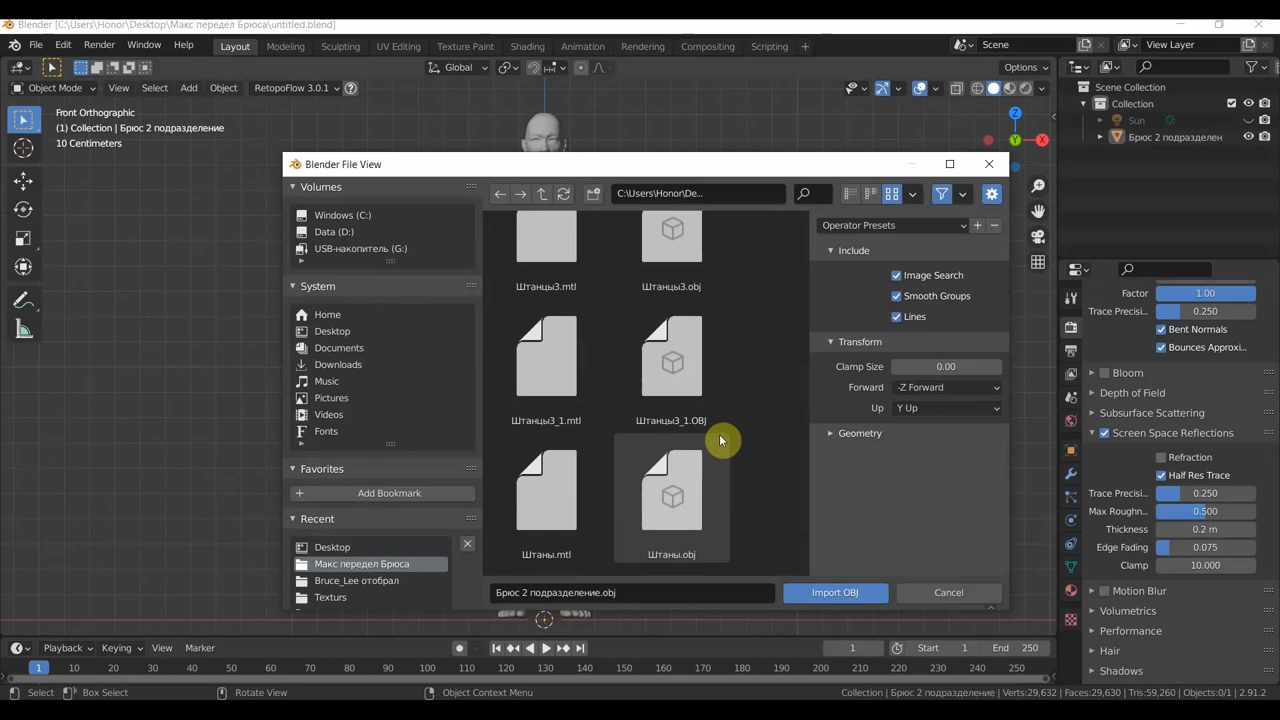 Blender [C:\Users\Honor\Desktop\Макс передел Брюса\untitled.blend]
File Edit Render Window Help Layout Modeling Sculpting UV Editing Texture Paint Shading Animation Rendering Compositing Scripting + Scene View Layer
Global Options
Object Mode View Select Add Object RetopoFlow 3.0.1
Front Orthographic
(1) Collection | Брюс 2 подразделение
10 Centimeters
Scene Collection
Collection
Sun
Брюс 2 подразделен
Z
Y
X
Blender File View
Volumes
Windows (C:)
Data (D:)
USB-накопитель (G:)
System
Home
Desktop
Documents
Downloads
Music
Pictures
Videos
Fonts
Favorites
Add Bookmark
Recent
Desktop
Макс передел Брюса
Bruce_Lee отобрал
Texturs
C:\Users\Honor\De...
Штанцы3.mtl
Штанцы3.obj
Штанцы3_1.mtl
Штанцы3_1.OBJ
Штаны.mtl
Штаны.obj
Брюс 2 подразделение.obj
Import OBJ
Cancel
Operator Presets
Include
Image Search
Smooth Groups
Lines
Transform
Clamp Size 0.00
Forward -Z Forward
Up Y Up
Geometry
Factor 1.00
Trace Precisi... 0.250
Bent Normals
Bounces Approxi...
Bloom
Depth of Field
Subsurface Scattering
Screen Space Reflections
Refraction
Half Res Trace
Trace Precisi... 0.250
Max Roughn... 0.500
Thickness 0.2 m
Edge Fading 0.075
Clamp 10.000
Motion Blur
Volumetrics
Performance
Hair
Shadows
Playback Keying View Marker 1 Start 1 End 250
1 10 20 30 40 50 60 70 80 90 100 110 120 130 140 150 160 170 180 190 200 210 220 230 240 250
Select Box Select Rotate View Object Context Menu Collection | Брюс 2 подразделение | Verts:29,632 | Faces:29,630 | Tris:59,260 | Objects:0/1 | 2.91.2